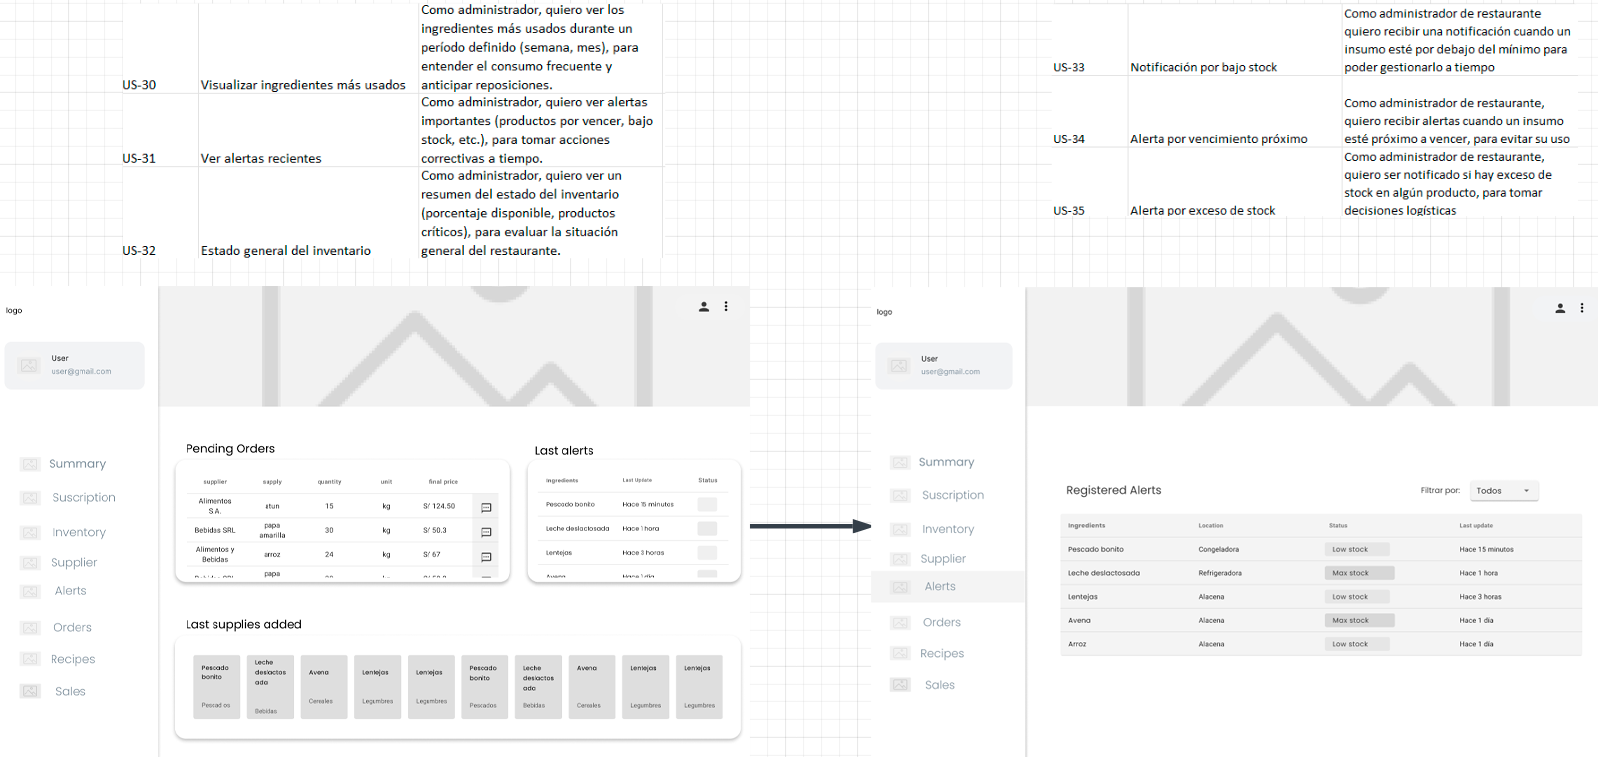 US-30
Visualizar ingredientes más usados
Como administrador, quiero ver los
ingredientes más usados durante un
período definido (semana, mes), para
entender el consumo frecuente y
anticipar reposiciones.
US-31
Ver alertas recientes
Como administrador, quiero ver alertas
importantes (productos por vencer, bajo
stock, etc.), para tomar acciones
correctivas a tiempo.
US-32
Estado general del inventario
Como administrador, quiero ver un
resumen del estado del inventario
(porcentaje disponible, productos
críticos), para evaluar la situación
general del restaurante.
US-33
Notificación por bajo stock
Como administrador de restaurante
quiero recibir una notificación cuando un
insumo esté por debajo del mínimo para
poder gestionarlo a tiempo
US-34
Alerta por vencimiento próximo
Como administrador de restaurante,
quiero recibir alertas cuando un insumo
esté próximo a vencer, para evitar su uso
US-35
Alerta por exceso de stock
Como administrador de restaurante,
quiero ser notificado si hay exceso de
stock en algún producto, para tomar
decisiones logísticas
logo
User
user@gmail.com
Summary
Suscription
Inventory
Supplier
Alerts
Orders
Recipes
Sales
Pending Orders
supplier supply quantity unit final price
Alimentos
S.A.
atun 15 kg S/ 124.50
Bebidas SRL
papa
amarilla
30 kg S/ 50.3
Alimentos y
Bebidas
arroz 24 kg S/ 67
Bebidas SRL
papa
kg S/ 50.3
Last alerts
Ingredients Last Update Status
Pescado bonito Hace 15 minutos
Leche deslactosada Hace 1 hora
Lentejas Hace 3 horas
Avena Hace 1 día
Last supplies added
Pescado
bonito
Pescad os
Leche
deslactos
ada
Bebidas
Avena
Cereales
Lentejas
Legumbres
Lentejas
Legumbres
Pescado
bonito
Pescados
Leche
deslactos
ada
Bebidas
Avena
Cereales
Lentejas
Legumbres
Lentejas
Legumbres
logo
User
user@gmail.com
Summary
Suscription
Inventory
Supplier
Alerts
Orders
Recipes
Sales
Registered Alerts
Filtrar por: Todos
Ingredients Location Status Last update
Pescado bonito Congeladora Low stock Hace 15 minutos
Leche deslactosada Refrigeradora Max stock Hace 1 hora
Lentejas Alacena Low stock Hace 3 horas
Avena Alacena Max stock Hace 1 día
Arroz Alacena Low stock Hace 1 día